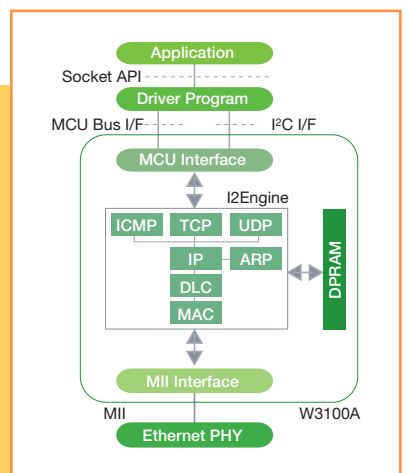 Application
Socket API
Driver Program
MCU Bus I/F I²C I/F
MCU Interface
I2Engine
ICMP TCP UDP
IP ARP
DLC
MAC
DPRAM
MII Interface
MII W3100A
Ethernet PHY